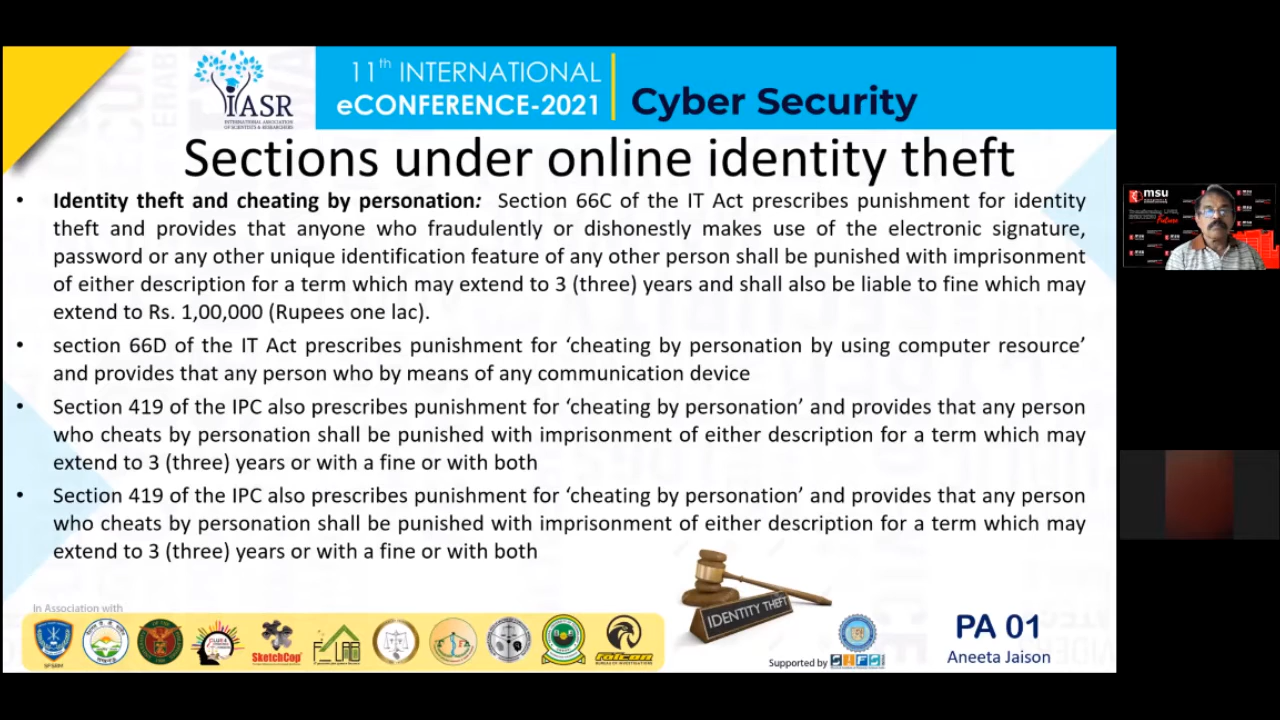 IASR
INTERNATIONAL ASSOCIATION
OF SCIENTISTS & RESEARCHERS
11th INTERNATIONAL
eCONFERENCE-2021
Cyber Security
Sections under online identity theft
• Identity theft and cheating by personation: Section 66C of the IT Act prescribes punishment for identity
theft and provides that anyone who fraudulently or dishonestly makes use of the electronic signature,
password or any other unique identification feature of any other person shall be punished with imprisonment
of either description for a term which may extend to 3 (three) years and shall also be liable to fine which may
extend to Rs. 1,00,000 (Rupees one lac).
• section 66D of the IT Act prescribes punishment for ‘cheating by personation by using computer resource’
and provides that any person who by means of any communication device
• Section 419 of the IPC also prescribes punishment for ‘cheating by personation’ and provides that any person
who cheats by personation shall be punished with imprisonment of either description for a term which may
extend to 3 (three) years or with a fine or with both
• Section 419 of the IPC also prescribes punishment for ‘cheating by personation’ and provides that any person
who cheats by personation shall be punished with imprisonment of either description for a term which may
extend to 3 (three) years or with a fine or with both
IDENTITY THEFT
In Association with
SketchCop
falcon
BUREAU OF INVESTIGATIONS
Supported by
SIFSI
PA 01
Aneeta Jaison
msu